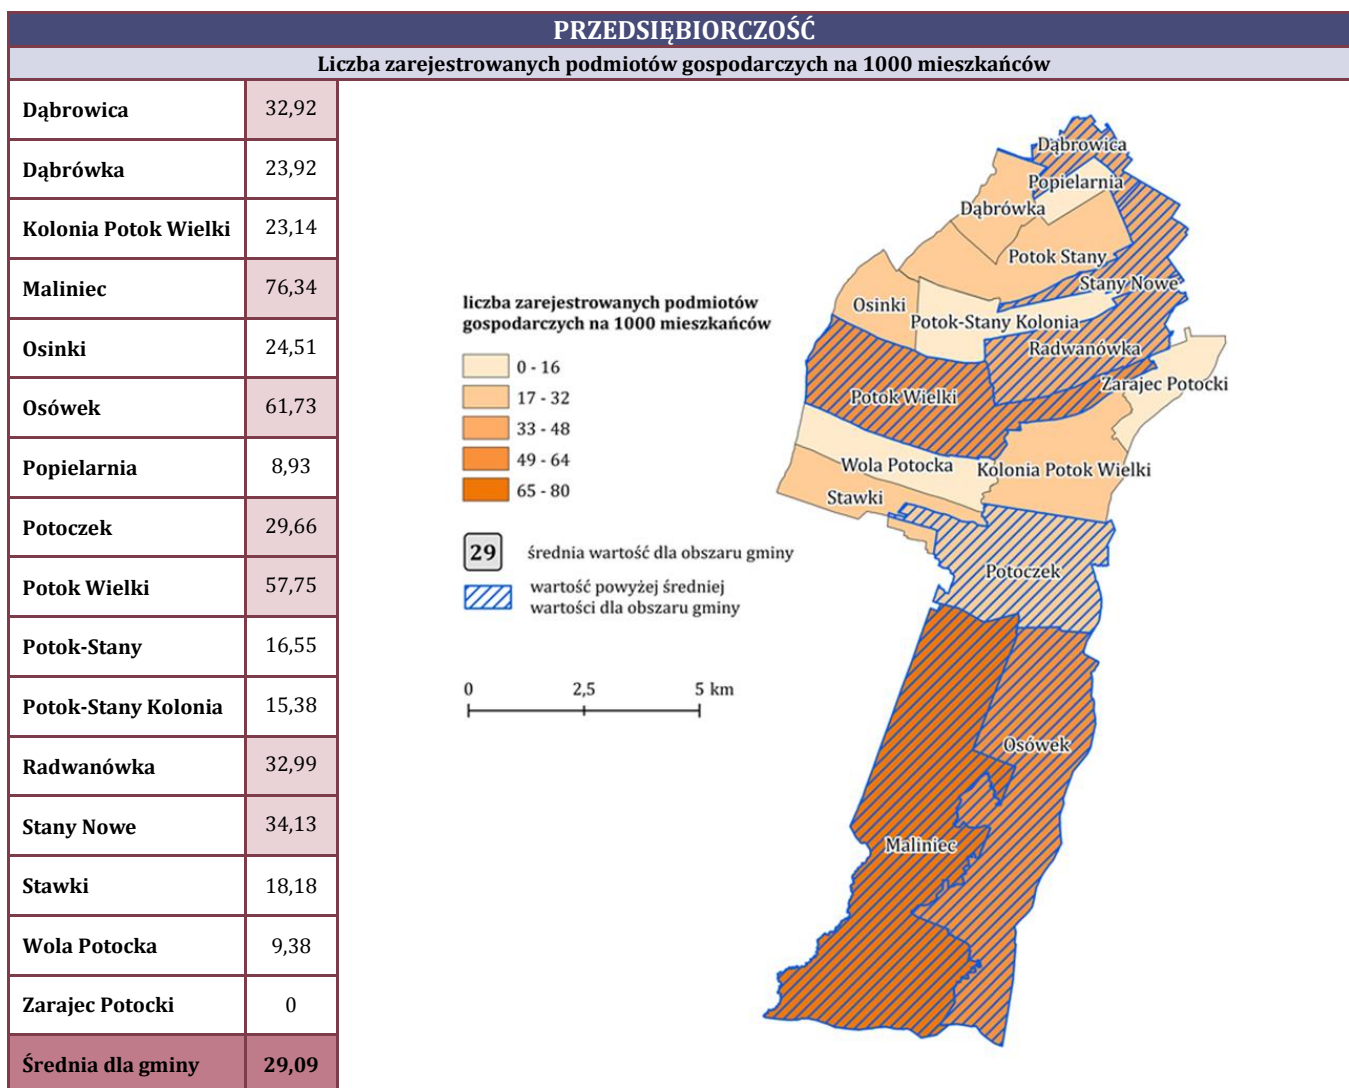 PRZEDSIĘBIORCZOŚĆ
Liczba zarejestrowanych podmiotów gospodarczych na 1000 mieszkańców
Dąbrowica 32,92
Dąbrówka 23,92
Kolonia Potok Wielki 23,14
Maliniec 76,34
Osinki 24,51
Osówek 61,73
Popielarnia 8,93
Potoczek 29,66
Potok Wielki 57,75
Potok-Stany 16,55
Potok-Stany Kolonia 15,38
Radwanówka 32,99
Stany Nowe 34,13
Stawki 18,18
Wola Potocka 9,38
Zarajec Potocki 0
Średnia dla gminy 29,09
liczba zarejestrowanych podmiotów
gospodarczych na 1000 mieszkańców
0 - 16
17 - 32
33 - 48
49 - 64
65 - 80
29 średnia wartość dla obszaru gminy
wartość powyżej średniej
wartości dla obszaru gminy
0 2,5 5 km
Dąbrowica
Popielarnia
Dąbrówka
Potok Stany
Stany Nowe
Osinki
Potok-Stany Kolonia
Radwanówka
Zarajec Potocki
Potok Wielki
Wola Potocka
Kolonia Potok Wielki
Stawki
Potoczek
Osówek
Maliniec